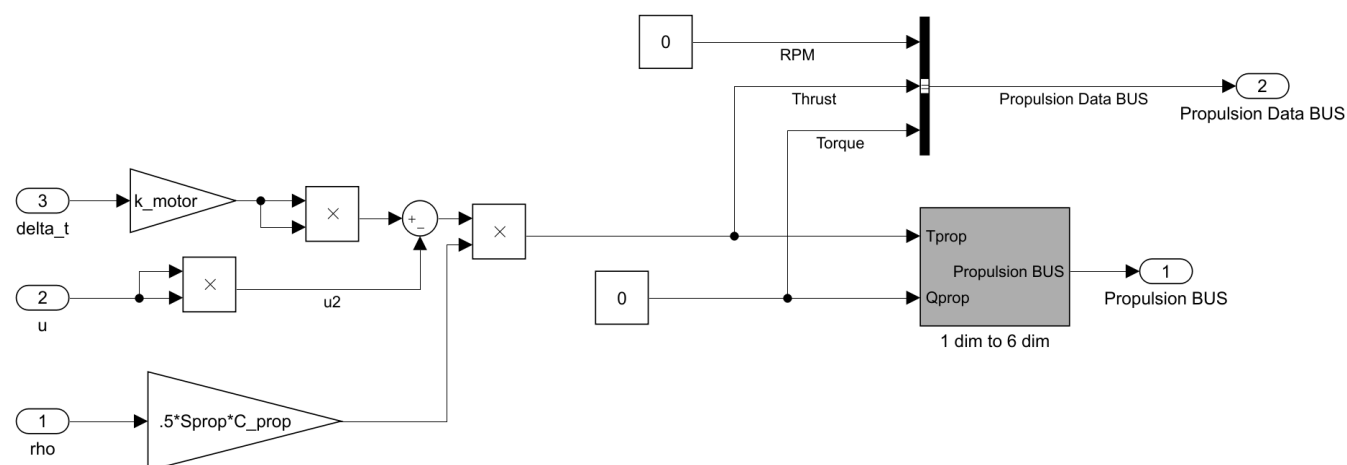 0
RPM
Thrust
Torque
Propulsion Data BUS
2
Propulsion Data BUS
3
delta_t
k_motor
×
+
−
×
2
u
×
u2
0
Tprop
Qprop
Propulsion BUS
1 dim to 6 dim
1
Propulsion BUS
1
rho
.5*Sprop*C_prop